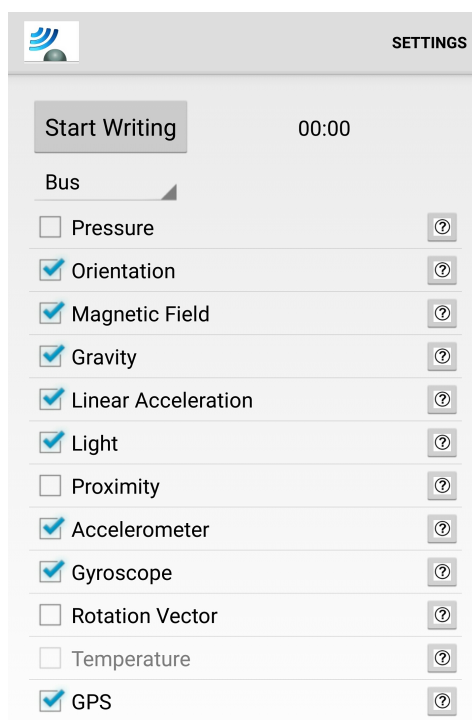 SETTINGS
Start Writing 00:00
Bus
Pressure ?
Orientation ?
Magnetic Field ?
Gravity ?
Linear Acceleration ?
Light ?
Proximity ?
Accelerometer ?
Gyroscope ?
Rotation Vector ?
Temperature ?
GPS ?